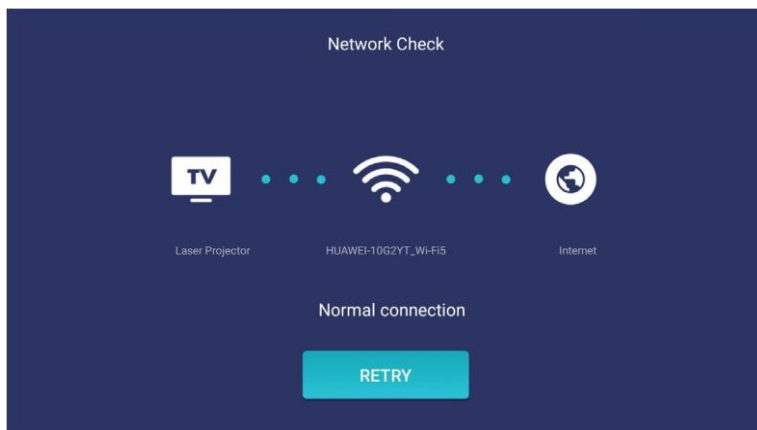 Network Check
TV
Laser Projector
HUAWEI-10G2YT_Wi-Fi5
Internet
Normal connection
RETRY